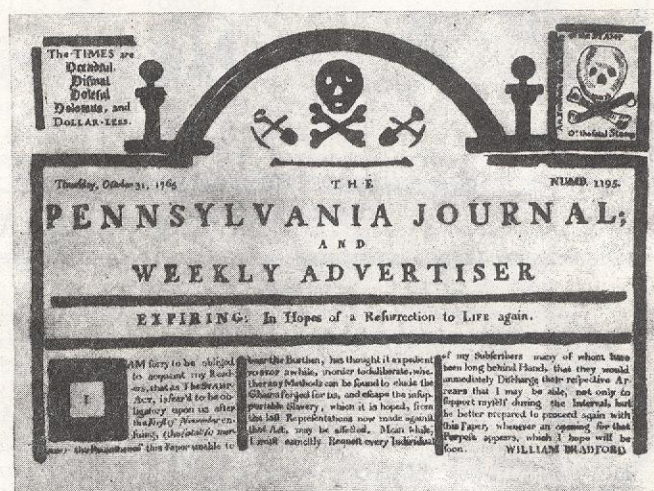 The TIMES are
Dreadful,
Dismal
Doleful
Dolorous, and
DOLLAR-LESS.
O! the fatal Stamp
Thursday, October 31, 1765
THE
NUMB. 1195.
PENNSYLVANIA JOURNAL;
AND
WEEKLY ADVERTISER
EXPIRING: In Hopes of a Resurrection to LIFE again.
I AM sorry to be obliged
to acquaint my Read-
ers, that as The STAMP-
ACT, is fear'd to be ob-
ligatory upon us after
the First of November en-
suing, (the fatal To mor-
row) the Publisher of this Paper unable to
bear the Burthen, has thought it expedient
to stop awhile, in order to deliberate, whe-
ther any Methods can be found to elude the
Chains forged for us, and escape the insup-
portable Slavery, which it is hoped, from
the last Representations now made against
that Act, may be effected. Mean while,
I must earnestly Request every Individual
of my Subscribers many of whom have
been long behind Hand, that they would
immediately Discharge their respective Ar-
rears that I may be able, not only to
support myself during the Interval, but
be better prepared to proceed again with
this Paper, whenever an opening for that
Purpose appears, which I hope will be
soon.
WILLIAM BRADFORD.